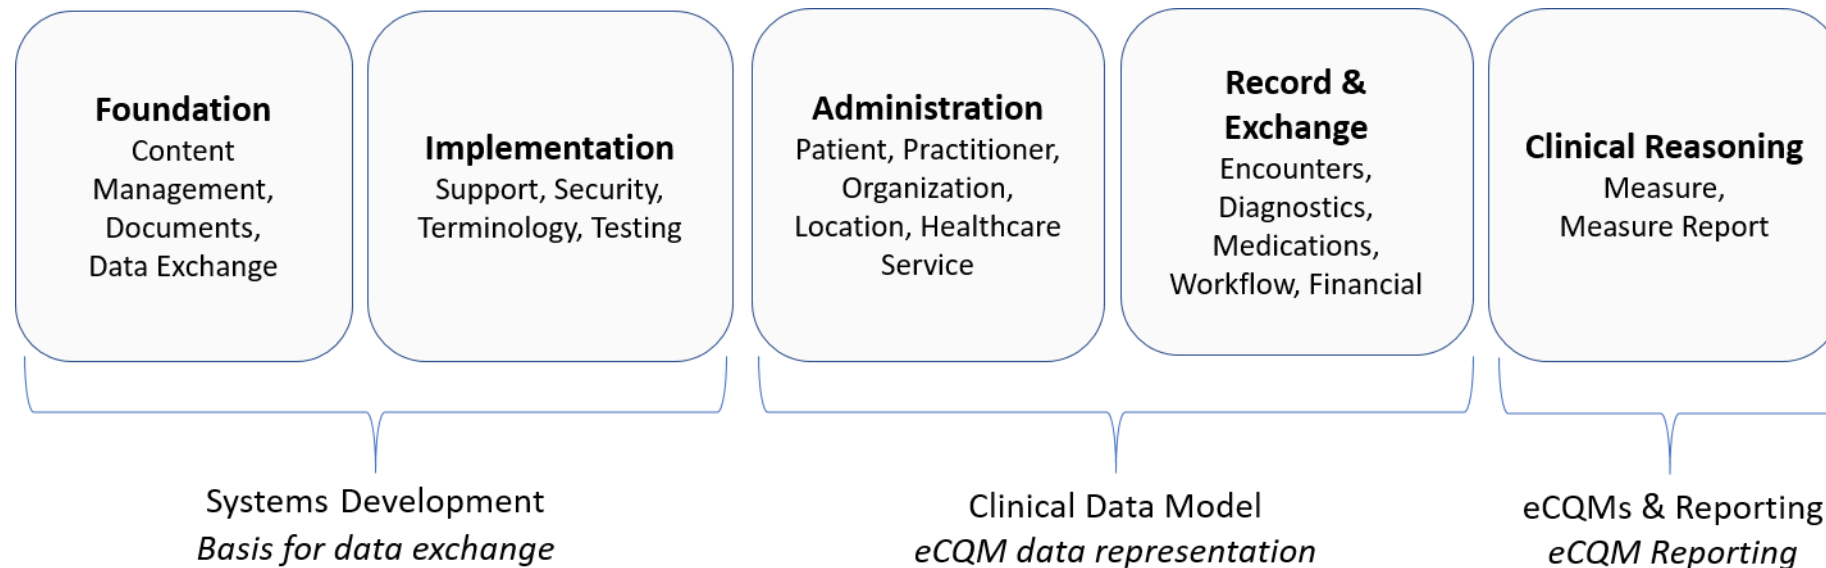 Foundation
Content
Management,
Documents,
Data Exchange
Implementation
Support, Security,
Terminology, Testing
Administration
Patient, Practitioner,
Organization,
Location, Healthcare
Service
Record &
Exchange
Encounters,
Diagnostics,
Medications,
Workflow, Financial
Clinical Reasoning
Measure,
Measure Report
Systems Development
Basis for data exchange
Clinical Data Model
eCQM data representation
eCQMs & Reporting
eCQM Reporting